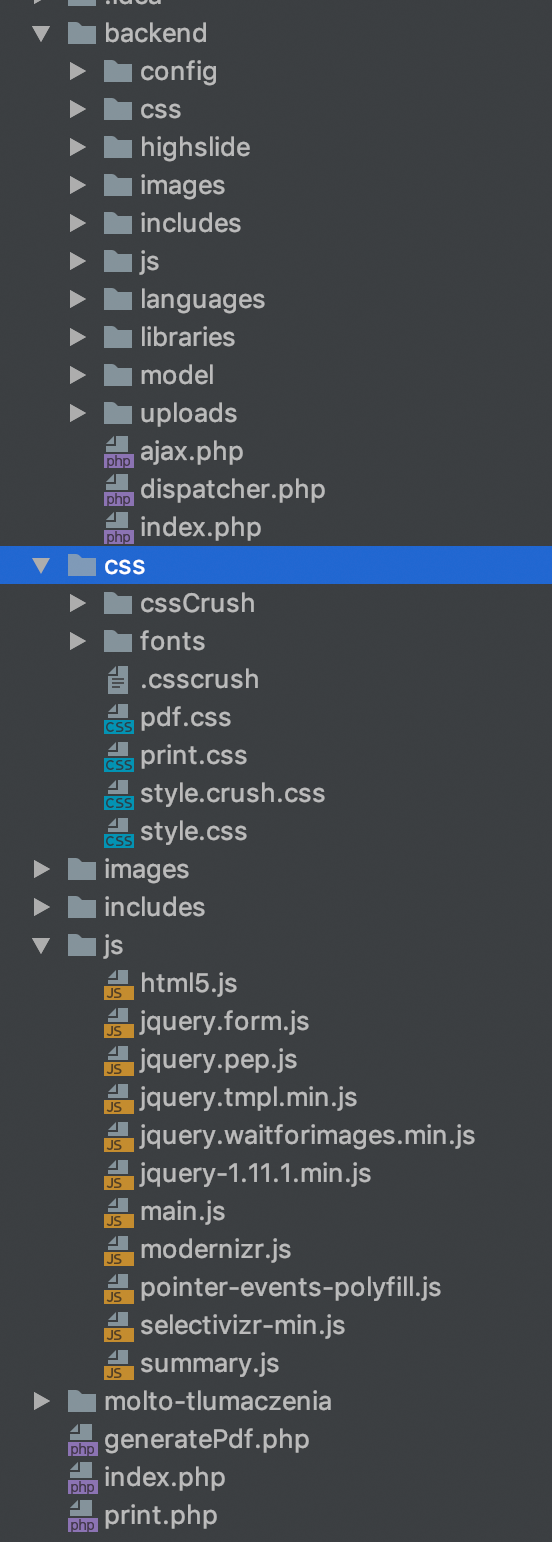 .idea
backend
config
css
highslide
images
includes
js
languages
libraries
model
uploads
php ajax.php
php dispatcher.php
php index.php
css
cssCrush
fonts
.csscrush
CSS pdf.css
CSS print.css
CSS style.crush.css
CSS style.css
images
includes
js
JS html5.js
JS jquery.form.js
JS jquery.pep.js
JS jquery.tmpl.min.js
JS jquery.waitforimages.min.js
JS jquery-1.11.1.min.js
JS main.js
JS modernizr.js
JS pointer-events-polyfill.js
JS selectivizr-min.js
JS summary.js
molto-tlumaczenia
php generatePdf.php
php index.php
php print.php